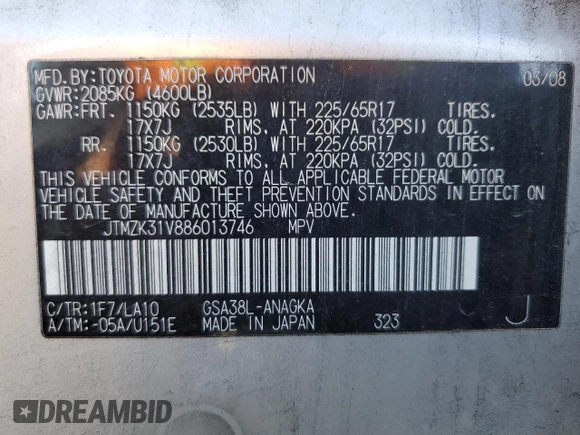 MFD.BY:TOYOTA MOTOR CORPORATION 03/08
GVWR:2085KG (4600LB)
GAWR:FRT. 1150KG (2535LB) WITH 225/65R17 TIRES.
17X7J RIMS. AT 220KPA (32PSI) COLD.
RR. 1150KG (2530LB) WITH 225/65R17 TIRES.
17X7J RIMS. AT 220KPA (32PSI) COLD.
THIS VEHICLE CONFORMS TO ALL APPLICABLE FEDERAL MOTOR
VEHICLE SAFETY AND THEFT PREVENTION STANDARDS IN EFFECT ON
THE DATE OF MANUFACTURE SHOWN ABOVE.
JTMZK31V886013746 MPV
C/TR:1F7/LA10 GSA38L-ANAGKA
A/TM:-05A/U151E MADE IN JAPAN 323 J
DREAMBID